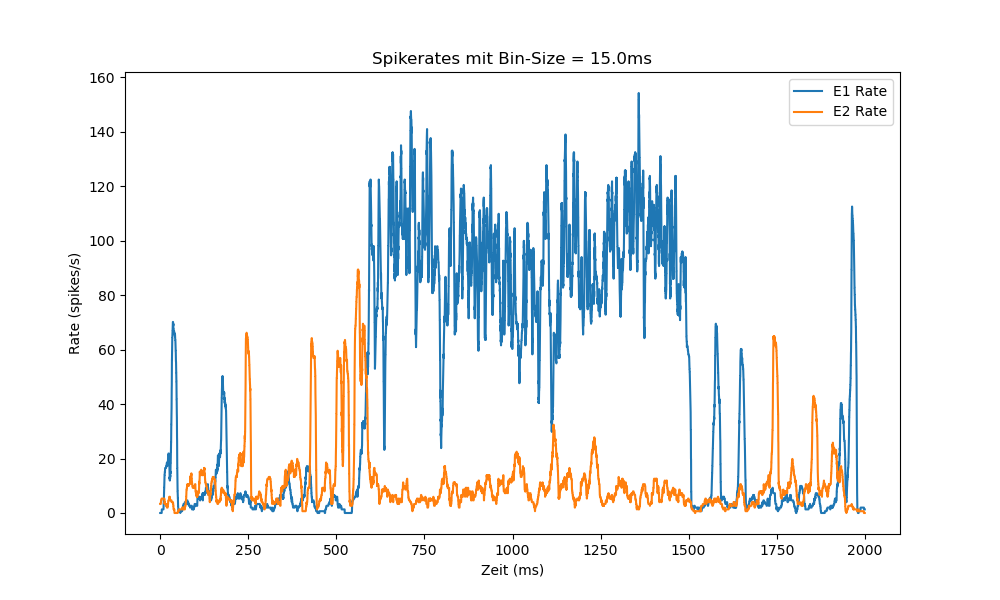 Spikerates mit Bin-Size = 15.0ms
E1 Rate
E2 Rate
160
140
120
100
80
60
40
20
0
Rate (spikes/s)
0 250 500 750 1000 1250 1500 1750 2000
Zeit (ms)